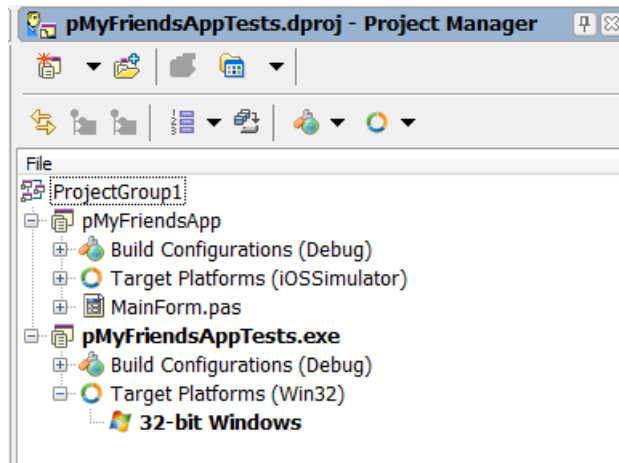 pMyFriendsAppTests.dproj - Project Manager
File
ProjectGroup1
pMyFriendsApp
Build Configurations (Debug)
Target Platforms (iOSSimulator)
MainForm.pas
pMyFriendsAppTests.exe
Build Configurations (Debug)
Target Platforms (Win32)
32-bit Windows